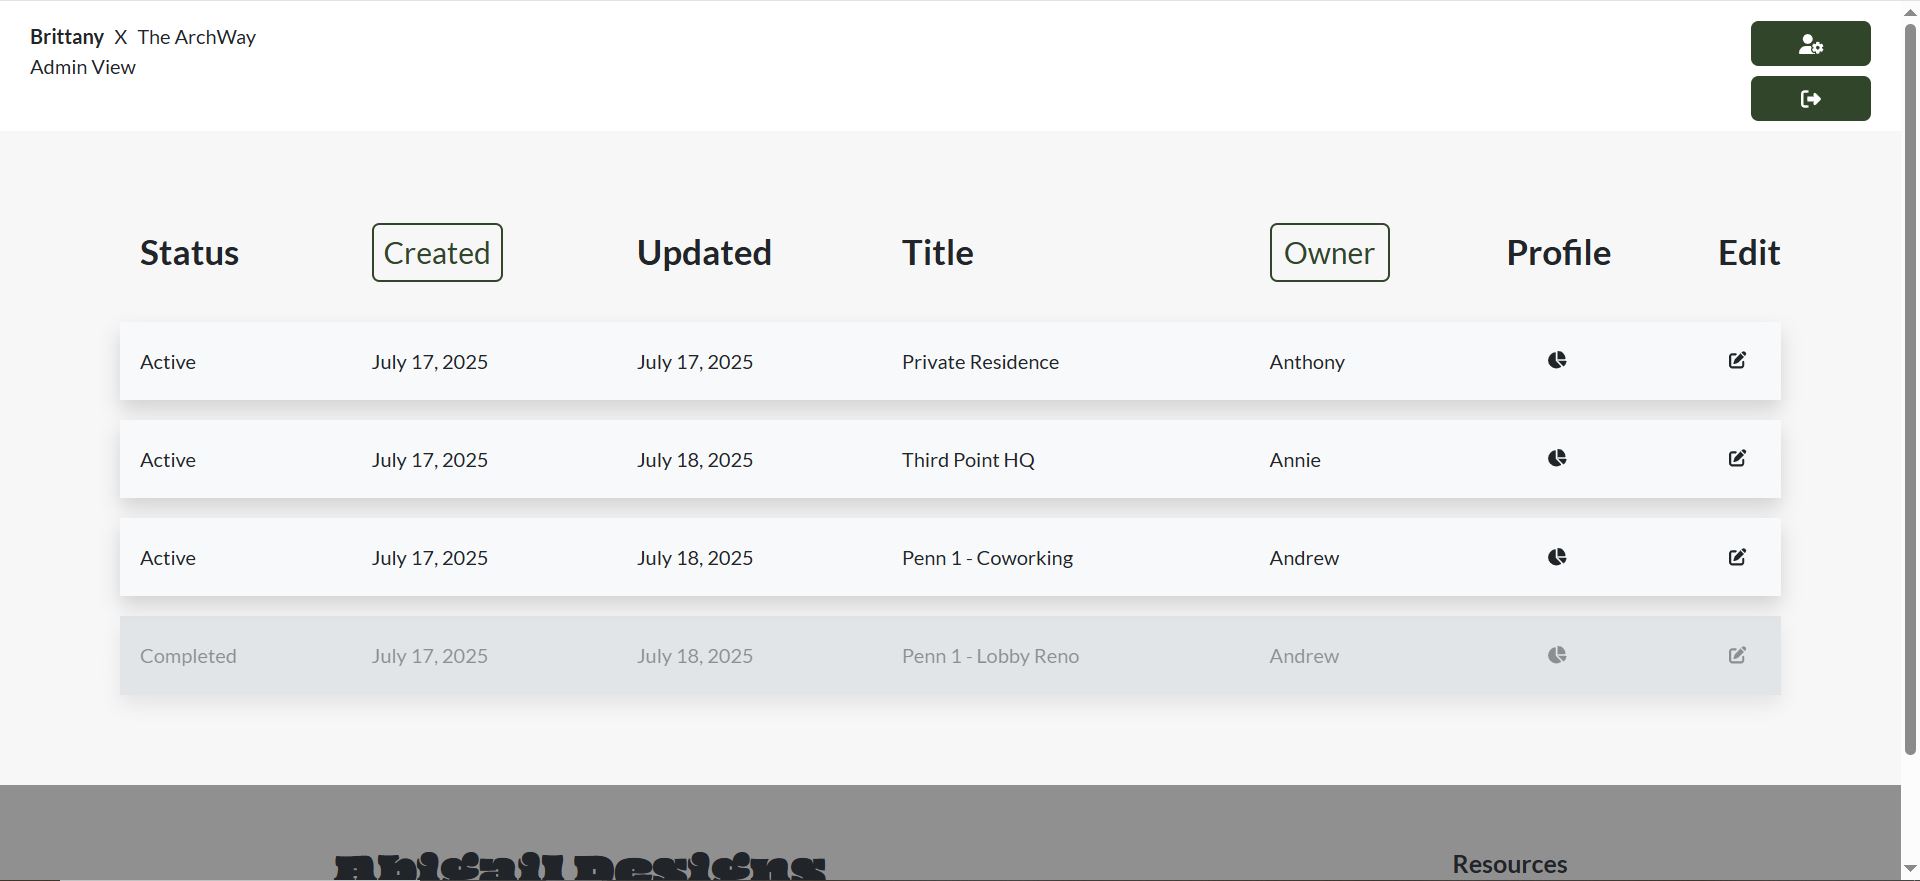 Brittany X The ArchWay
Admin View
Status Created Updated Title Owner Profile Edit
Active July 17, 2025 July 17, 2025 Private Residence Anthony
Active July 17, 2025 July 18, 2025 Third Point HQ Annie
Active July 17, 2025 July 18, 2025 Penn 1 - Coworking Andrew
Completed July 17, 2025 July 18, 2025 Penn 1 - Lobby Reno Andrew
Abigail Designs Resources